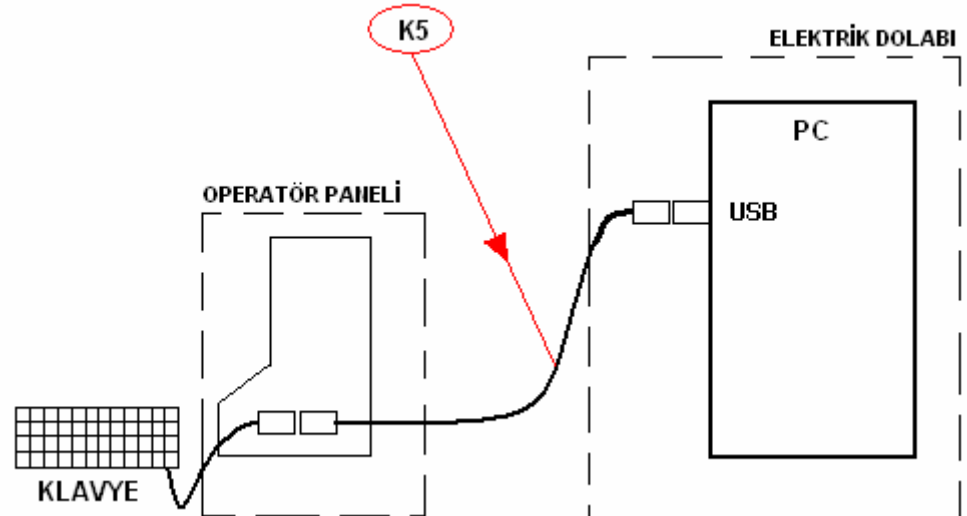 K5
ELEKTRİK DOLABI
PC
OPERATÖR PANELİ
USB
KLAVYE